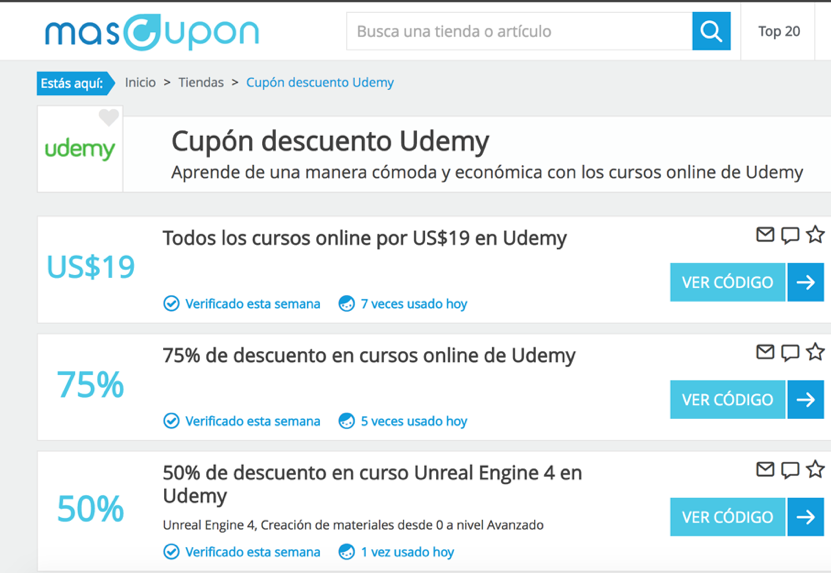 mascupon
Busca una tienda o artículo
Top 20
Estás aquí:
Inicio > Tiendas > Cupón descuento Udemy
udemy
Cupón descuento Udemy
Aprende de una manera cómoda y económica con los cursos online de Udemy
US$19
Todos los cursos online por US$19 en Udemy
Verificado esta semana
7 veces usado hoy
VER CÓDIGO
75%
75% de descuento en cursos online de Udemy
Verificado esta semana
5 veces usado hoy
VER CÓDIGO
50%
50% de descuento en curso Unreal Engine 4 en
Udemy
Unreal Engine 4, Creación de materiales desde 0 a nivel Avanzado
Verificado esta semana
1 vez usado hoy
VER CÓDIGO